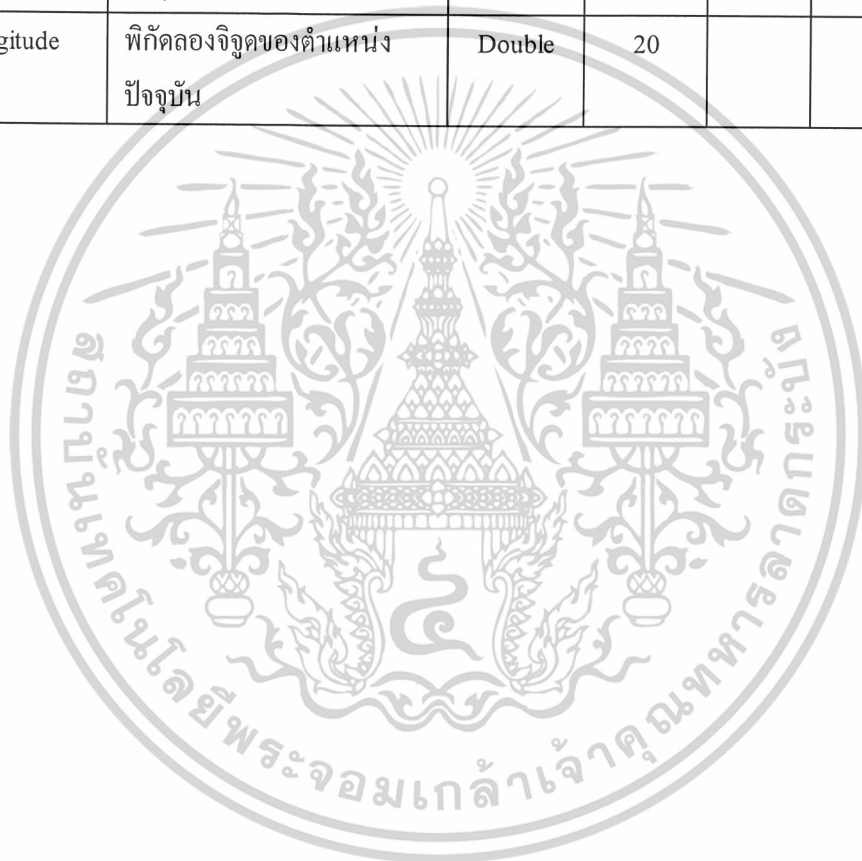 gitude พิกัดลองจิจูดของตำแหน่ง Double 20
ปัจจุบัน
สถาบันเทคโนโลยีพระจอมเกล้าเจ้าคุณทหารลาดกระบัง
๔